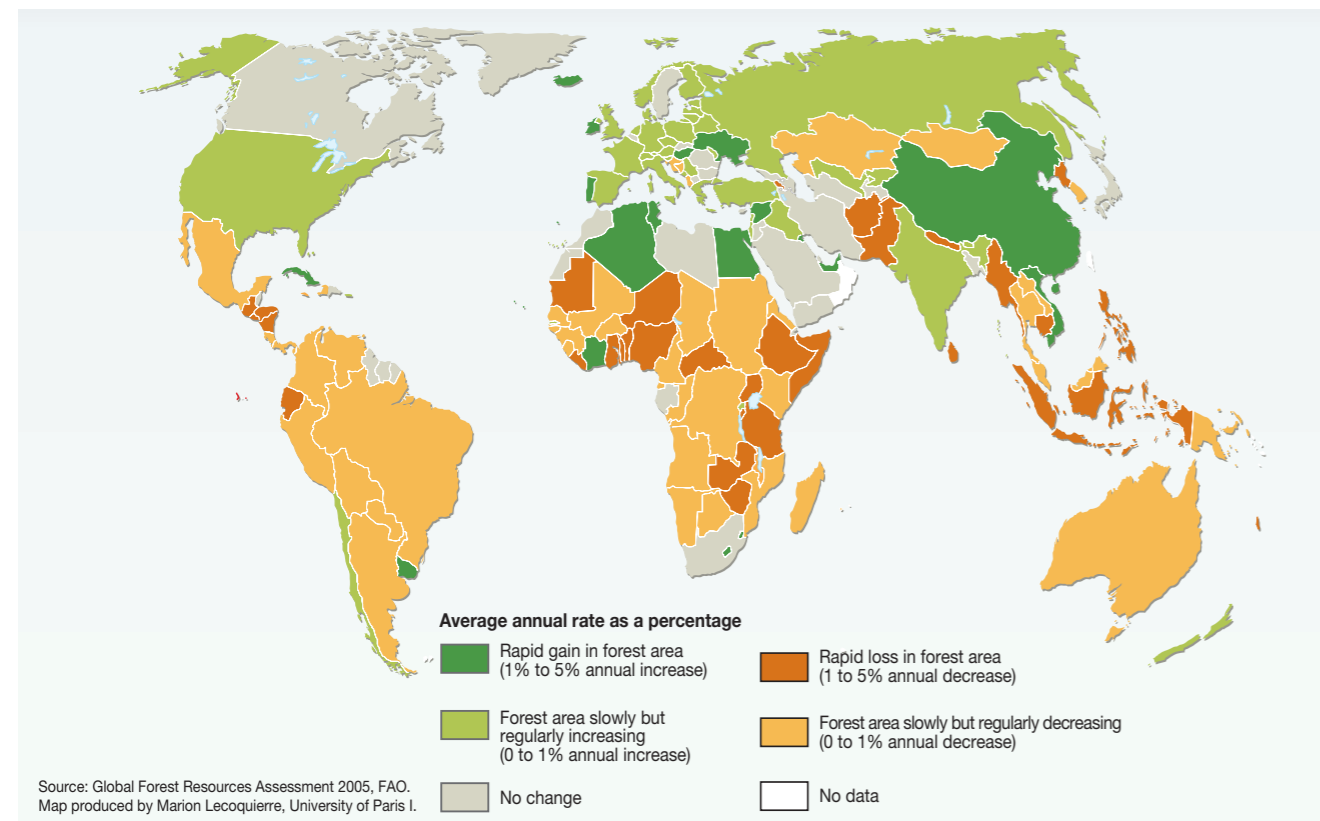 Average annual rate as a percentage
Rapid gain in forest area
(1% to 5% annual increase)
Forest area slowly but
regularly increasing
(0 to 1% annual increase)
No change
Rapid loss in forest area
(1 to 5% annual decrease)
Forest area slowly but regularly decreasing
(0 to 1% annual decrease)
No data
Source: Global Forest Resources Assessment 2005, FAO.
Map produced by Marion Lecoquierre, University of Paris I.